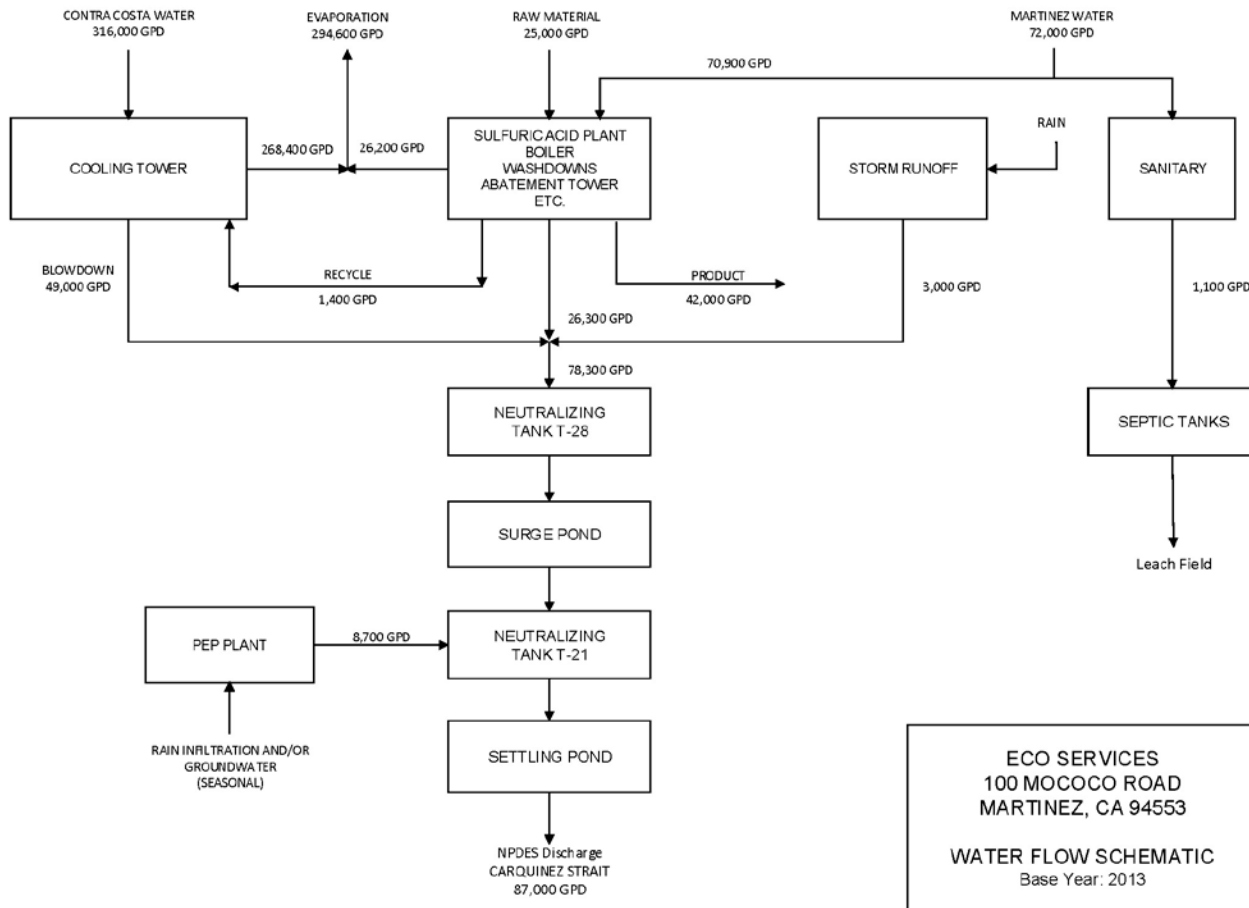 CONTRA COSTA WATER
316,000 GPD
EVAPORATION
294,600 GPD
RAW MATERIAL
25,000 GPD
MARTINEZ WATER
72,000 GPD
70,900 GPD
COOLING TOWER
268,400 GPD
26,200 GPD
SULFURIC ACID PLANT
BOILER
WASHDOWNS
ABATEMENT TOWER
ETC.
STORM RUNOFF
RAIN
SANITARY
BLOWDOWN
49,000 GPD
RECYCLE
1,400 GPD
PRODUCT
42,000 GPD
3,000 GPD
1,100 GPD
26,300 GPD
78,300 GPD
NEUTRALIZING
TANK T-28
SEPTIC TANKS
SURGE POND
Leach Field
PEP PLANT
8,700 GPD
NEUTRALIZING
TANK T-21
RAIN INFILTRATION AND/OR
GROUNDWATER
(SEASONAL)
SETTLING POND
NPDES Discharge
CARQUINEZ STRAIT
87,000 GPD
ECO SERVICES
100 MOCOCO ROAD
MARTINEZ, CA 94553
WATER FLOW SCHEMATIC
Base Year: 2013